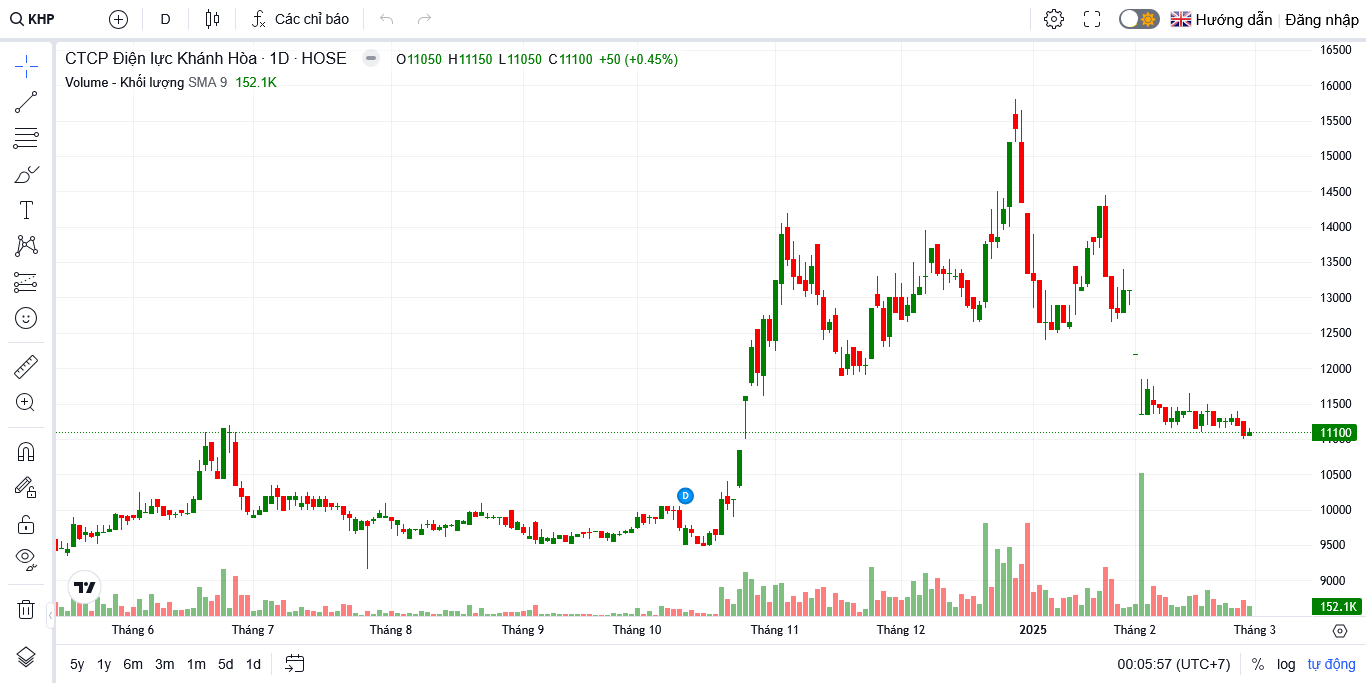 KHP D Các chỉ báo Hướng dẫn Đăng nhập
CTCP Điện lực Khánh Hòa · 1D · HOSE O11050 H11150 L11050 C11100 +50 (+0.45%)
Volume - Khối lượng SMA 9 152.1K
16500
16000
15500
15000
14500
14000
13500
13000
12500
12000
11500
11100
10500
D
10000
9500
9000
152.1K
Tháng 6 Tháng 7 Tháng 8 Tháng 9 Tháng 10 Tháng 11 Tháng 12 2025 Tháng 2 Tháng 3
5y 1y 6m 3m 1m 5d 1d 00:05:57 (UTC+7) % log tự động